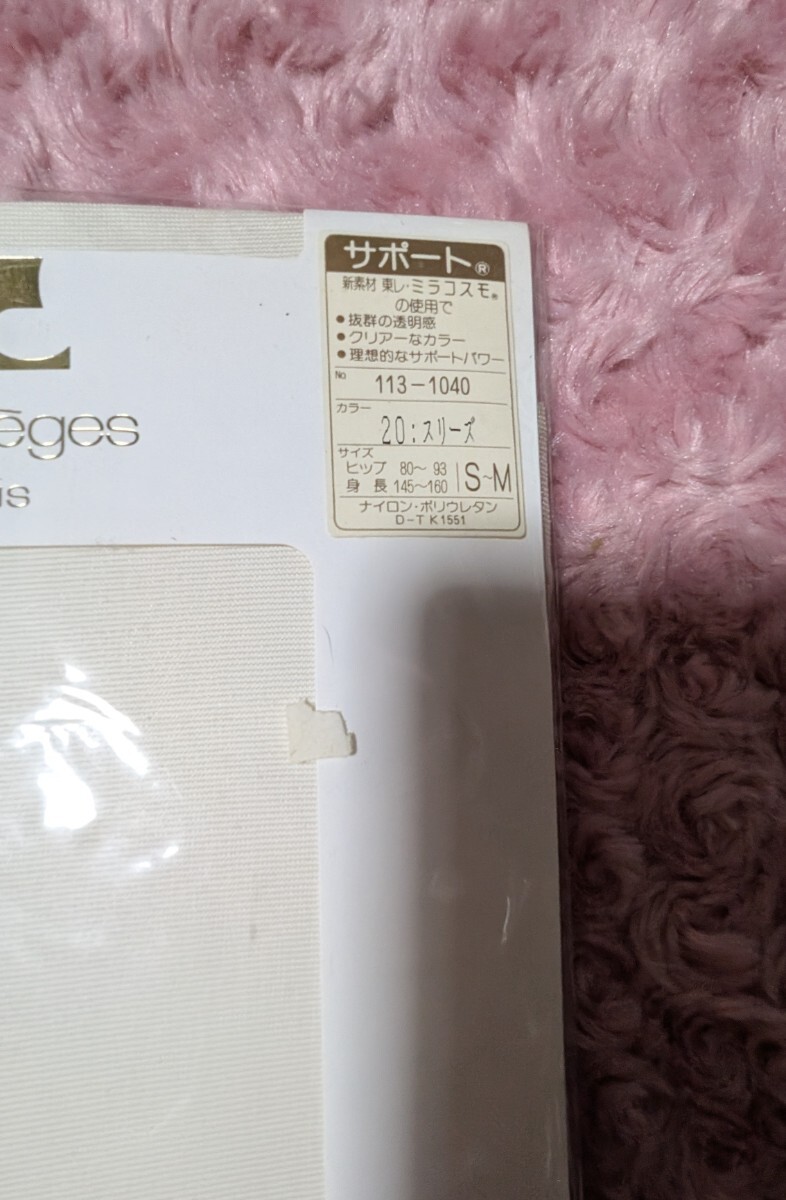 サポート®
新素材 東レ・ミラコスモ®
の使用で
●抜群の透明感
●クリアーなカラー
●理想的なサポートパワー
No 113-1040
カラー
20:スリーズ
サイズ
ヒップ 80～93
身長 145～160 S~M
ナイロン・ポリウレタン
D-T K1551
èges
is